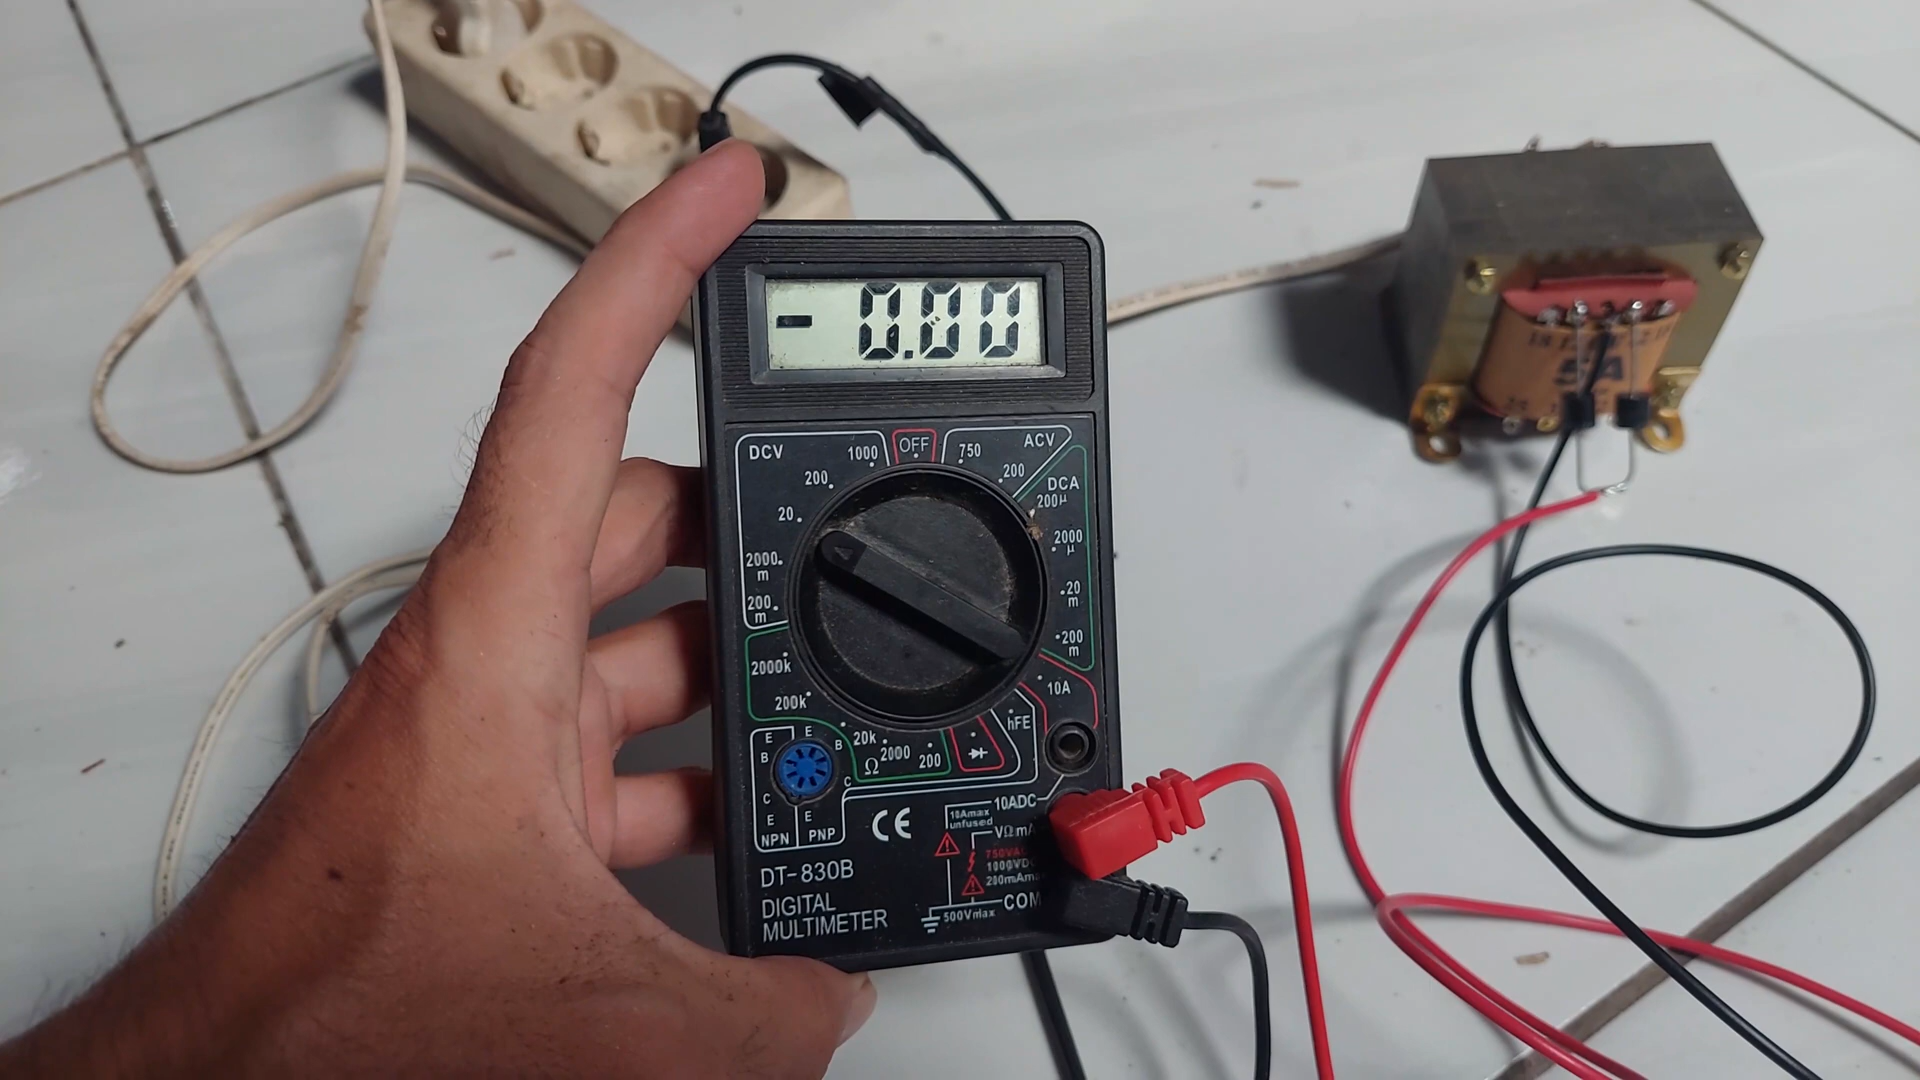 - 0.00
DCV
1000
OFF
750
ACV
200
200
DCA
200µ
20
2000
m
2000
µ
200
m
20
m
200
m
2000k
200k
20k
Ω
2000
200
hFE
10A
E
B
C
E
E
B
C
E
NPN
PNP
CE
10Amax
unfused
10ADC
VΩmA
750VAC
1000VDC
200mAma
500Vmax
COM
DT-830B
DIGITAL
MULTIMETER